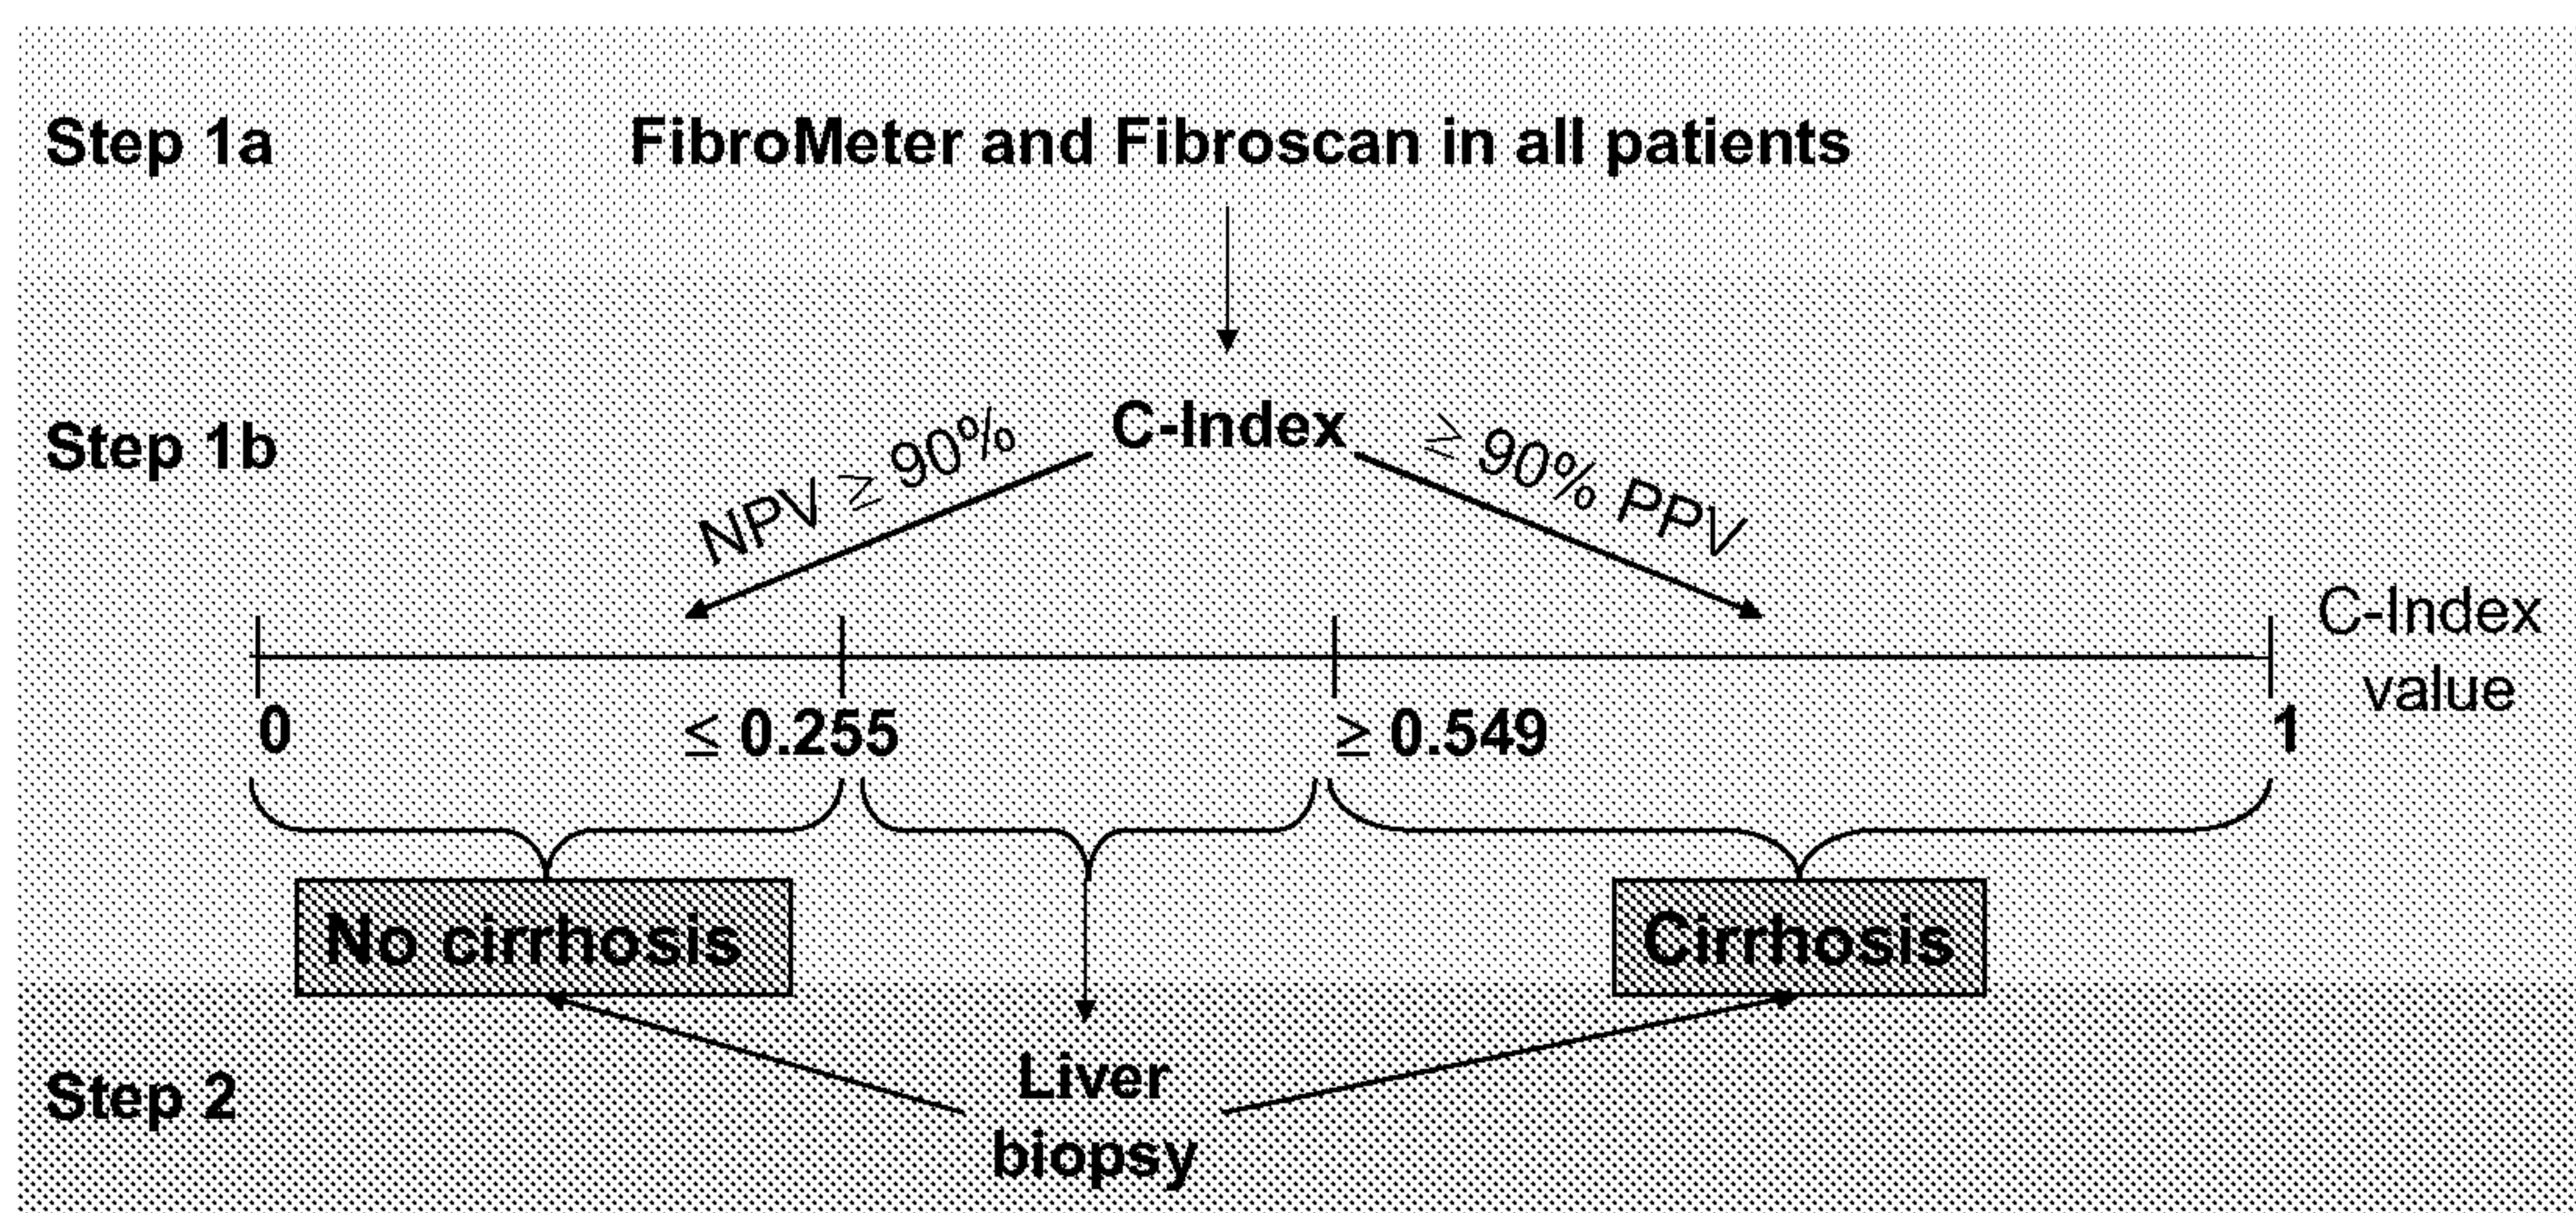 Step 1a
FibroMeter and Fibroscan in all patients
Step 1b
C-Index
NPV ≥ 90%
≥ 90% PPV
C-Index
value
0
≤ 0.255
≥ 0.549
1
No cirrhosis
Cirrhosis
Step 2
Liver
biopsy